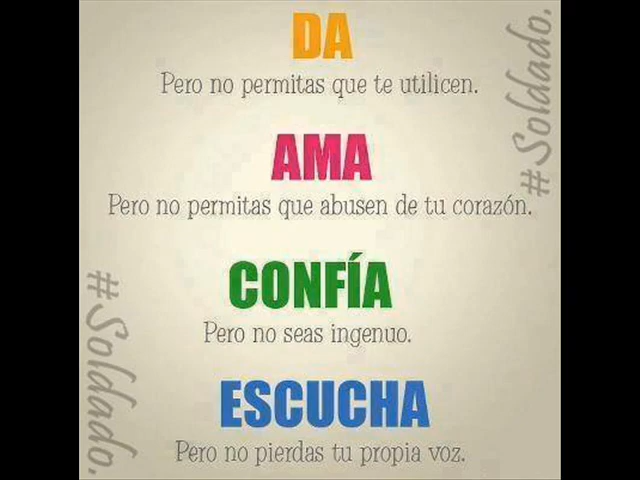 DA
Pero no permitas que te utilicen.
AMA
Pero no permitas que abusen de tu corazón.
CONFÍA
Pero no seas ingenuo.
ESCUCHA
Pero no pierdas tu propia voz.
#Soldado.
#Soldado.